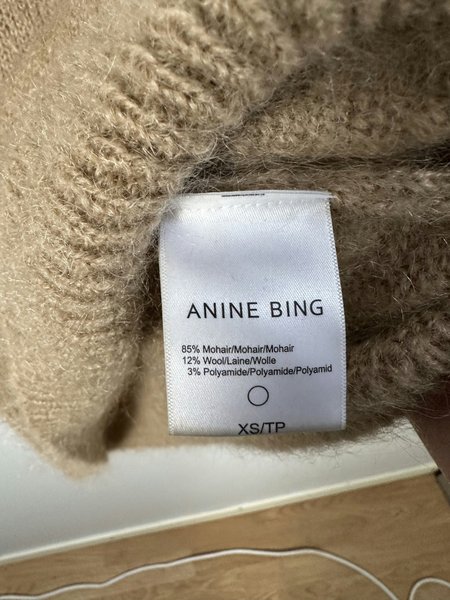 ANINE BING
85% Mohair/Mohair/Mohair
12% Wool/Laine/Wolle
3% Polyamide/Polyamide/Polyamid
XS/TP